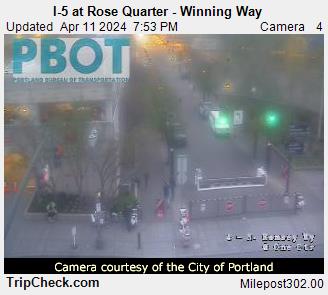 I-5 at Rose Quarter - Winning Way
Updated Apr 11 2024 7:53 PM Camera 4
PBOT
PORTLAND BUREAU OF TRANSPORTATION
Camera courtesy of the City of Portland
TripCheck.com Milepost302.00